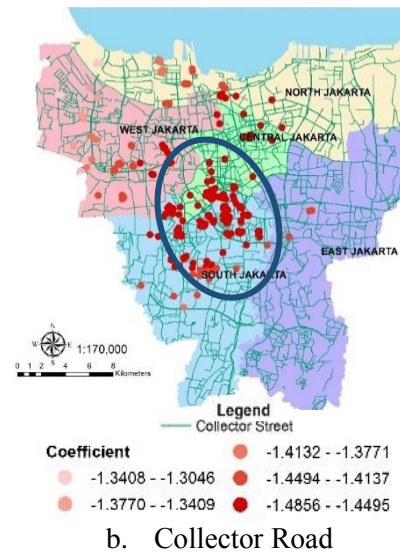 NORTH JAKARTA
WEST JAKARTA
CENTRAL JAKARTA
EAST JAKARTA
SOUTH JAKARTA
N
W E
S
1:170,000
0 1 2 4 6 8
Kilometers
Legend
Collector Street
Coefficient
-1.3408 - -1.3046
-1.3770 - -1.3409
-1.4132 - -1.3771
-1.4494 - -1.4137
-1.4856 - -1.4495
b. Collector Road